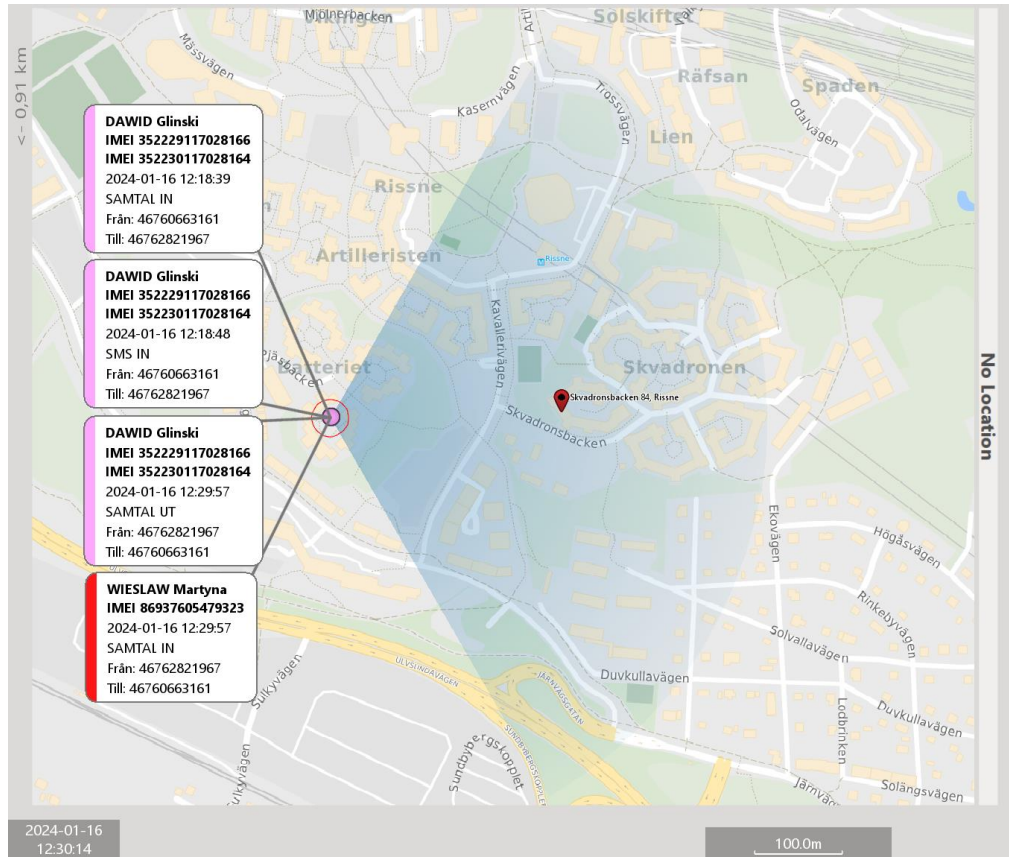 <- 0,91 km
Mjölnerbacken
Solskiftet
Mässvägen
Kasernvägen
Trossvägen
Räfsan
Spaden
Odalvägen
Lien
DAWID Glinski
IMEI 352229117028166
IMEI 352230117028164
2024-01-16 12:18:39
SAMTAL IN
Från: 46760663161
Till: 46762821967
Rissne
Artilleristen
Rissne
DAWID Glinski
IMEI 352229117028166
IMEI 352230117028164
2024-01-16 12:18:48
SMS IN
Från: 46760663161
Till: 46762821967
Kavallerivägen
Batteriet
Skvadronen
Skvadronsbacken 84, Rissne
Skvadronsbacken
No Location
DAWID Glinski
IMEI 352229117028166
IMEI 352230117028164
2024-01-16 12:29:57
SAMTAL UT
Från: 46762821967
Till: 46760663161
Ekovägen
Högåsvägen
Rinkebyvägen
WIESLAW Martyna
IMEI 86937605479323
2024-01-16 12:29:57
SAMTAL IN
Från: 46762821967
Till: 46760663161
Solvallavägen
Duvkullavägen
Duvkullavägen
Sulkyvägen
ULVSUNDAVÄGEN
JÄRNVÄGSGATAN
Lodbrinken
Sundbybergskopplet
Solängsvägen
2024-01-16
12:30:14
100.0m